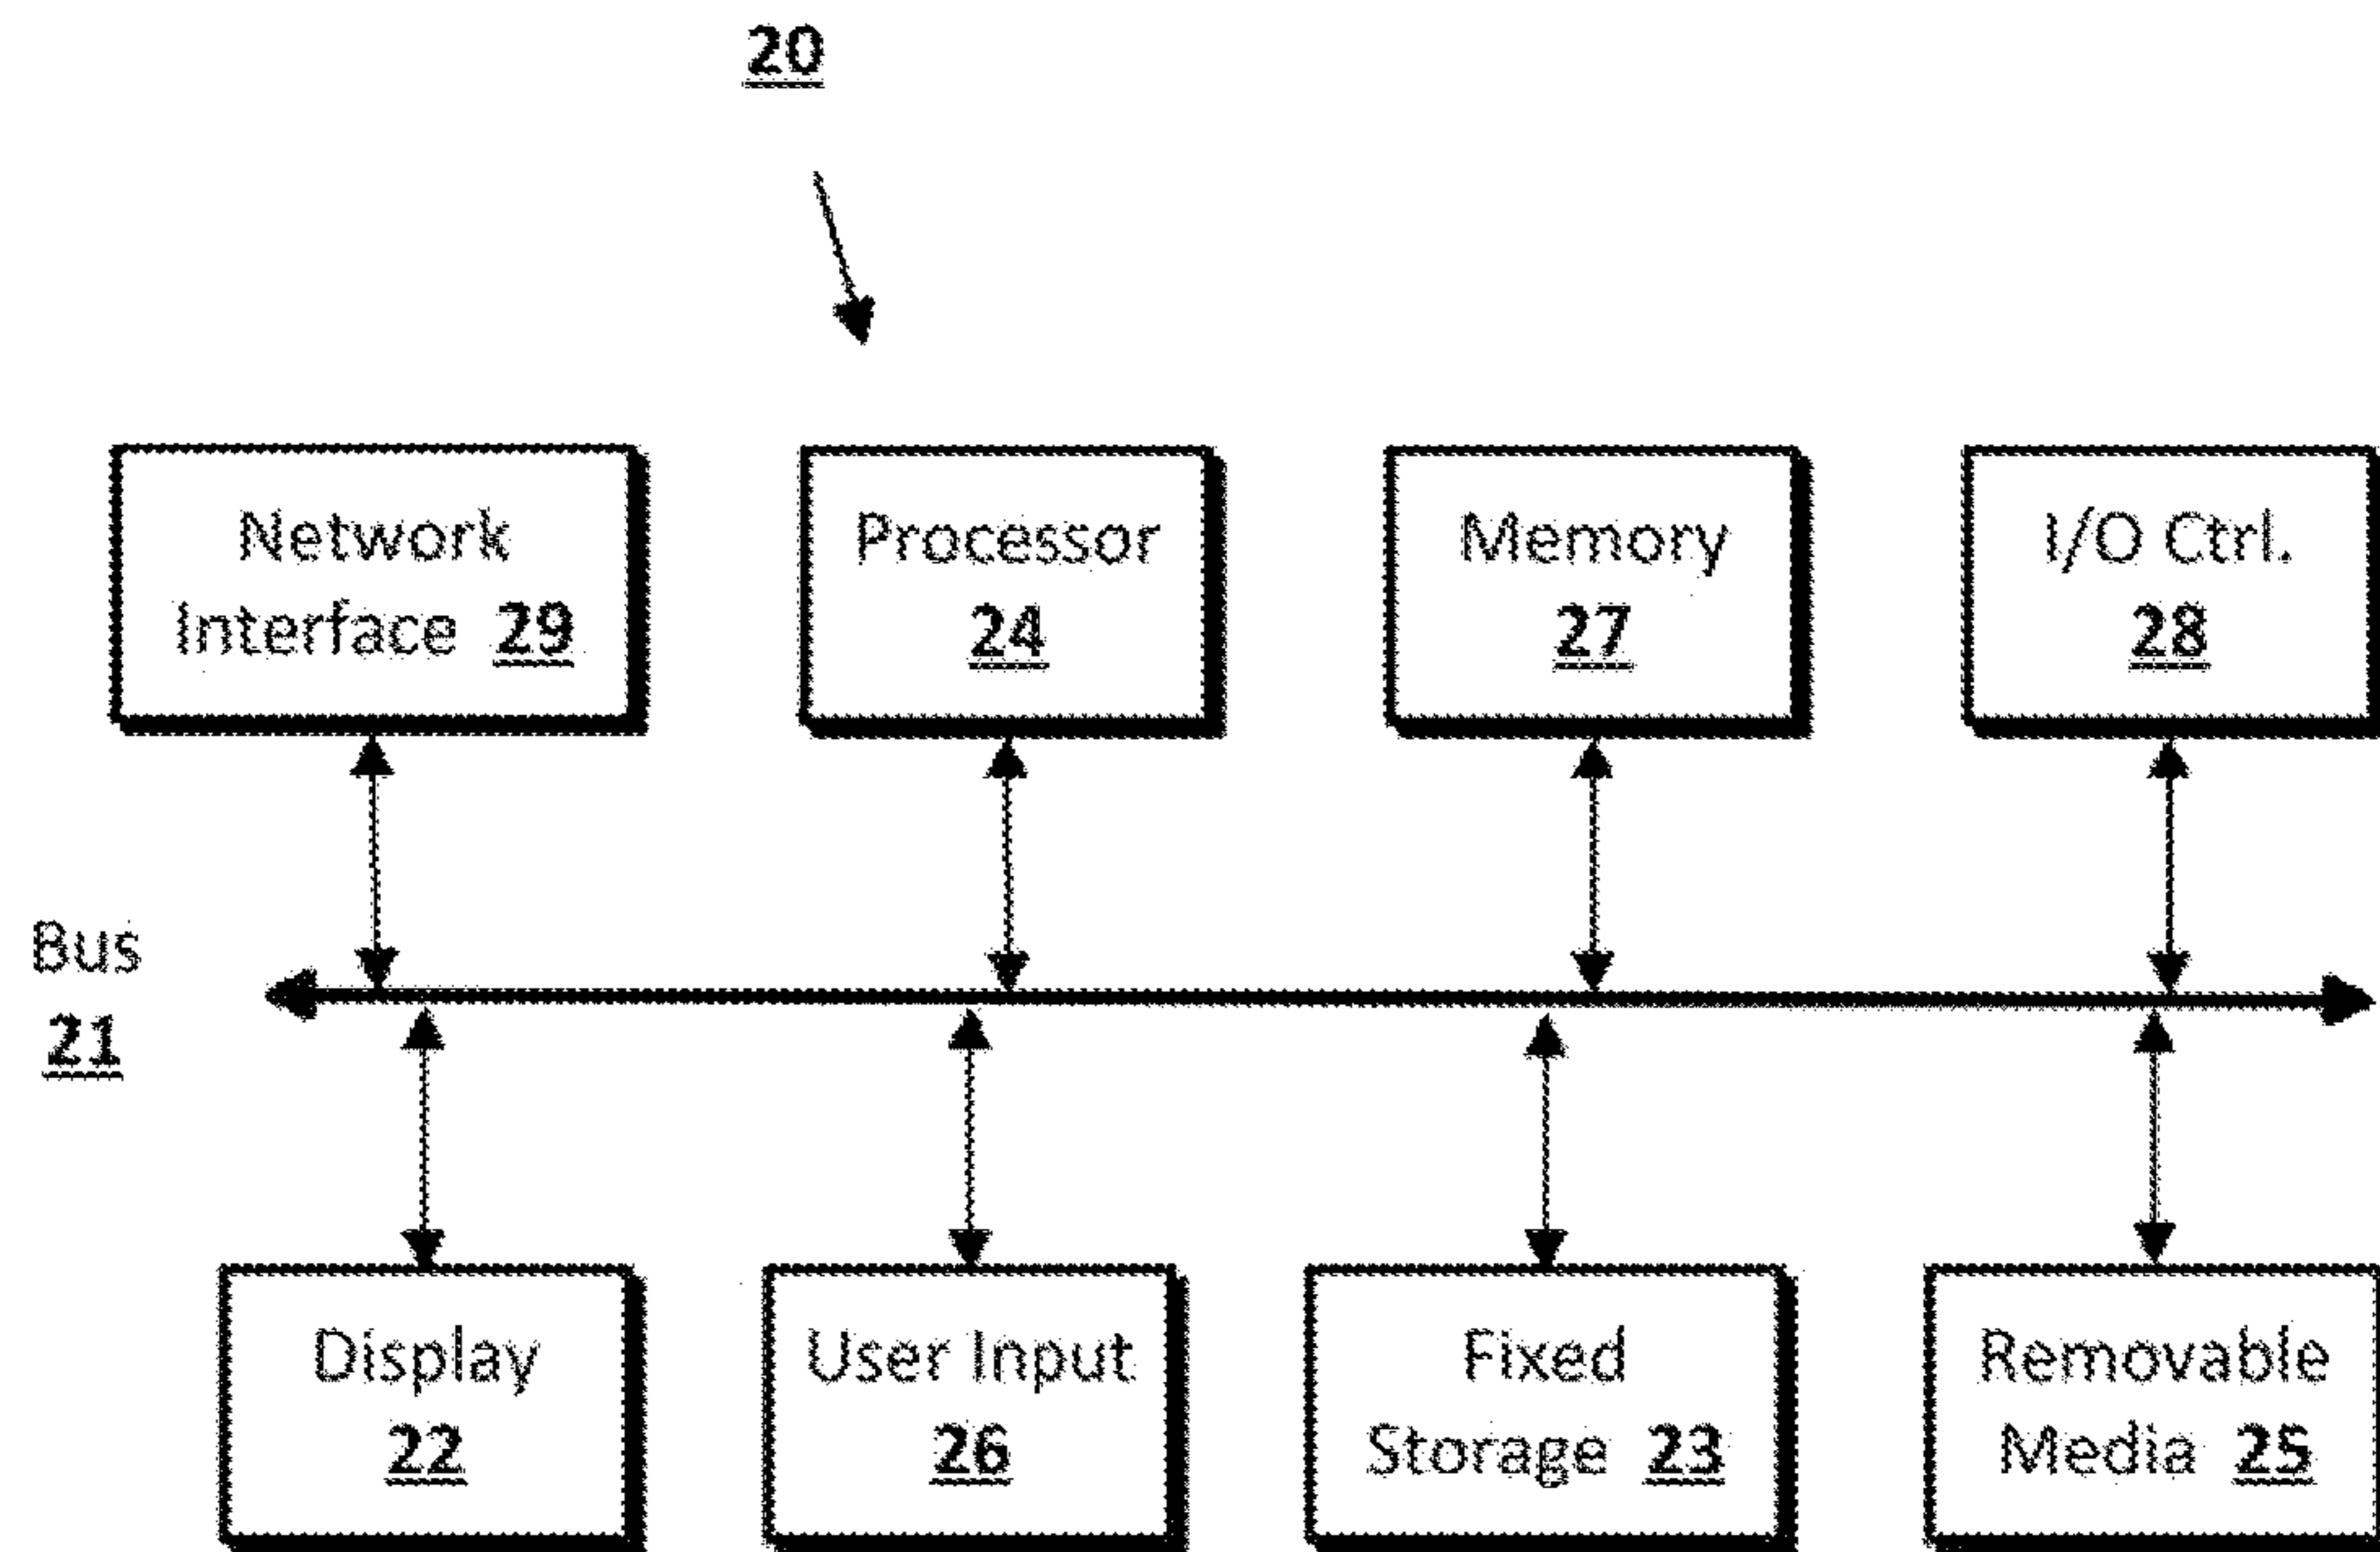 20
Network
Interface 29
Processor
24
Memory
27
I/O Ctrl.
28
Bus
21
Display
22
User Input
26
Fixed
Storage 23
Removable
Media 25